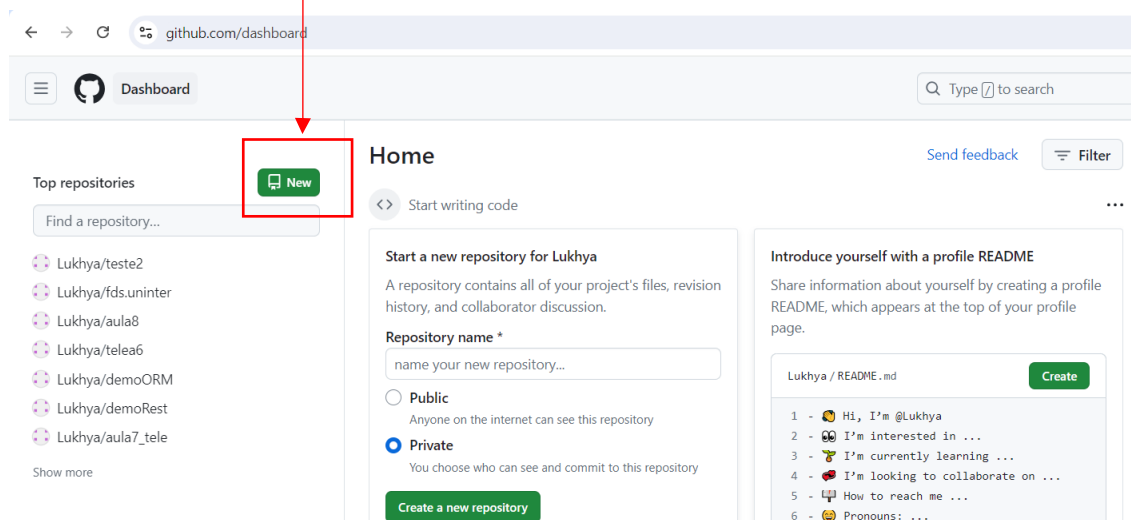 github.com/dashboard
Dashboard
Type / to search
Top repositories
New
Find a repository...
Lukhya/teste2
Lukhya/fds.uninter
Lukhya/aula8
Lukhya/telea6
Lukhya/demoORM
Lukhya/demoRest
Lukhya/aula7_tele
Show more
Home
Send feedback
Filter
Start writing code
Start a new repository for Lukhya
A repository contains all of your project's files, revision
history, and collaborator discussion.
Repository name *
name your new repository...
Public
Anyone on the internet can see this repository
Private
You choose who can see and commit to this repository
Create a new repository
Introduce yourself with a profile README
Share information about yourself by creating a profile
README, which appears at the top of your profile
page.
Lukhya / README.md
Create
1 - 👋 Hi, I'm @Lukhya
2 - 👀 I'm interested in ...
3 - 🌱 I'm currently learning ...
4 - 💞️ I'm looking to collaborate on ...
5 - 📫 How to reach me ...
6 - 😄 Pronouns: ...